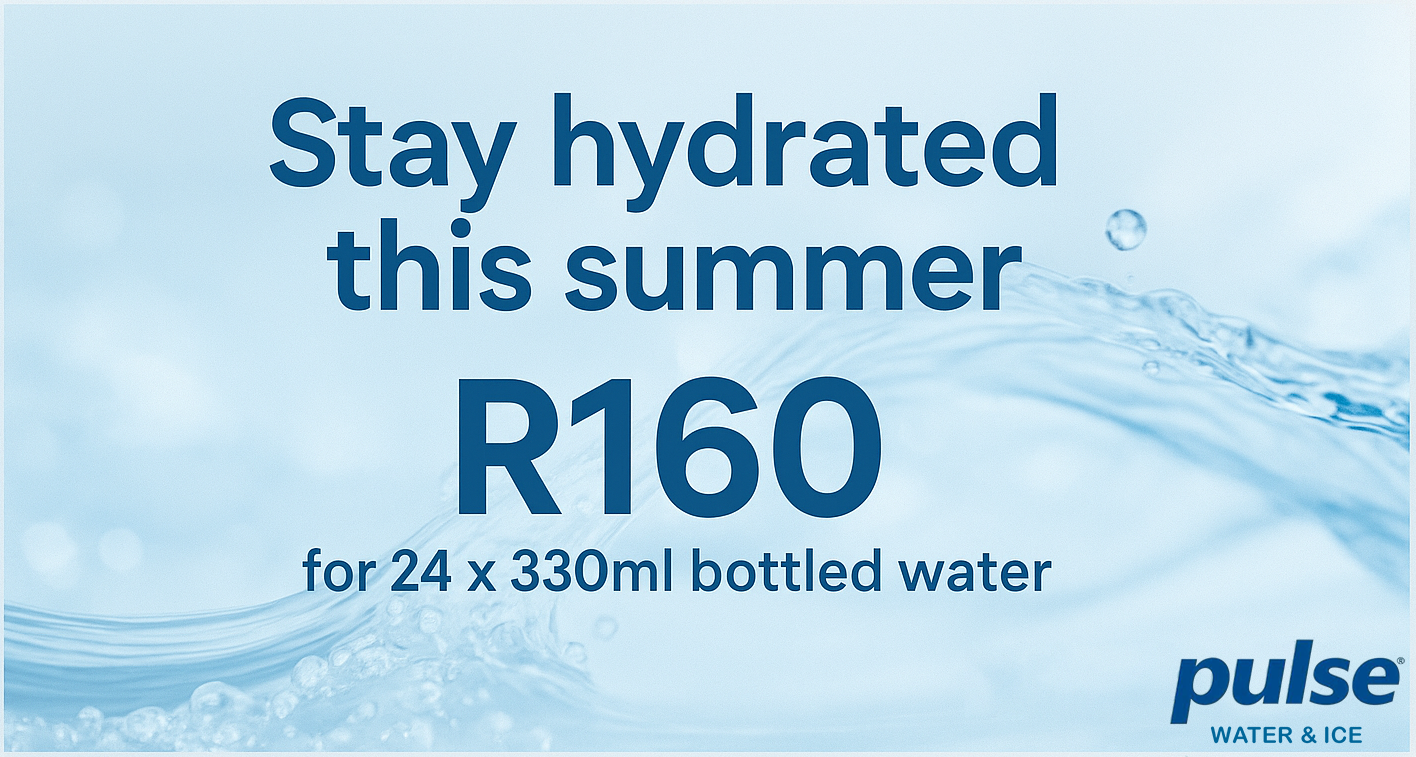 Stay hydrated
this summer
R160
for 24 x 330ml bottled water
pulse®
WATER & ICE